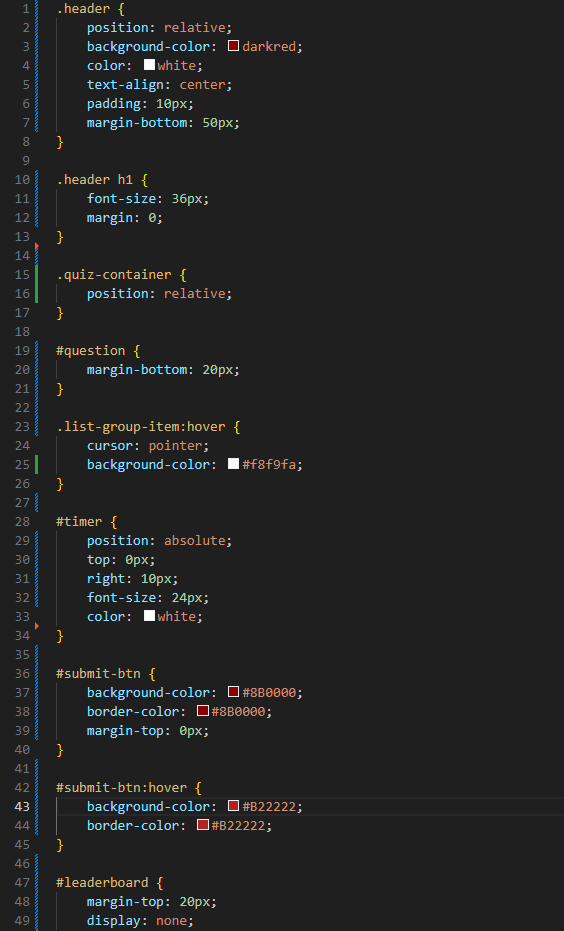 1 .header {
2     position: relative;
3     background-color: darkred;
4     color: white;
5     text-align: center;
6     padding: 10px;
7     margin-bottom: 50px;
8 }
9
10 .header h1 {
11     font-size: 36px;
12     margin: 0;
13 }
14
15 .quiz-container {
16     position: relative;
17 }
18
19 #question {
20     margin-bottom: 20px;
21 }
22
23 .list-group-item:hover {
24     cursor: pointer;
25     background-color: #f8f9fa;
26 }
27
28 #timer {
29     position: absolute;
30     top: 0px;
31     right: 10px;
32     font-size: 24px;
33     color: white;
34 }
35
36 #submit-btn {
37     background-color: #8B0000;
38     border-color: #8B0000;
39     margin-top: 0px;
40 }
41
42 #submit-btn:hover {
43     background-color: #B22222;
44     border-color: #B22222;
45 }
46
47 #leaderboard {
48     margin-top: 20px;
49     display: none;